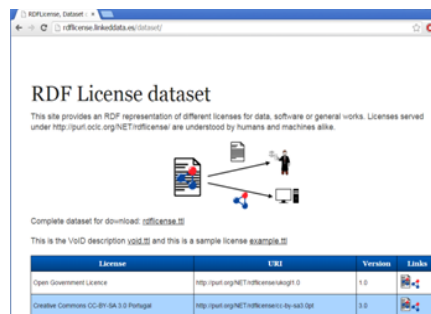 RDFLicense, Dataset c
rdflicense.linkeddata.es/dataset/
RDF License dataset
This site provides an RDF representation of different licenses for data, software or general works. Licenses served
under http://purl.ocic.org/NET/rdflicense/ are understood by humans and machines alike.
Complete dataset for download: rdflicense.ttl
This is the VoID description void.ttl and this is a sample license example.ttl
License URI Version Links
Open Government Licence http://purl.org/NET/rdflicense/ukogl1.0 1.0
Creative Commons CC-BY-SA 3.0 Portugal http://purl.org/NET/rdflicense/cc-by-sa3.0pt 3.0